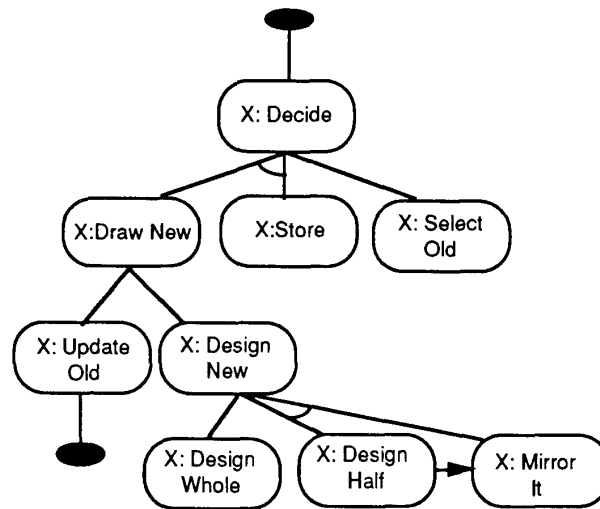 X: Decide
X:Draw New
X:Store
X: Select
Old
X: Update
Old
X: Design
New
X: Design
Whole
X: Design
Half
X: Mirror
It